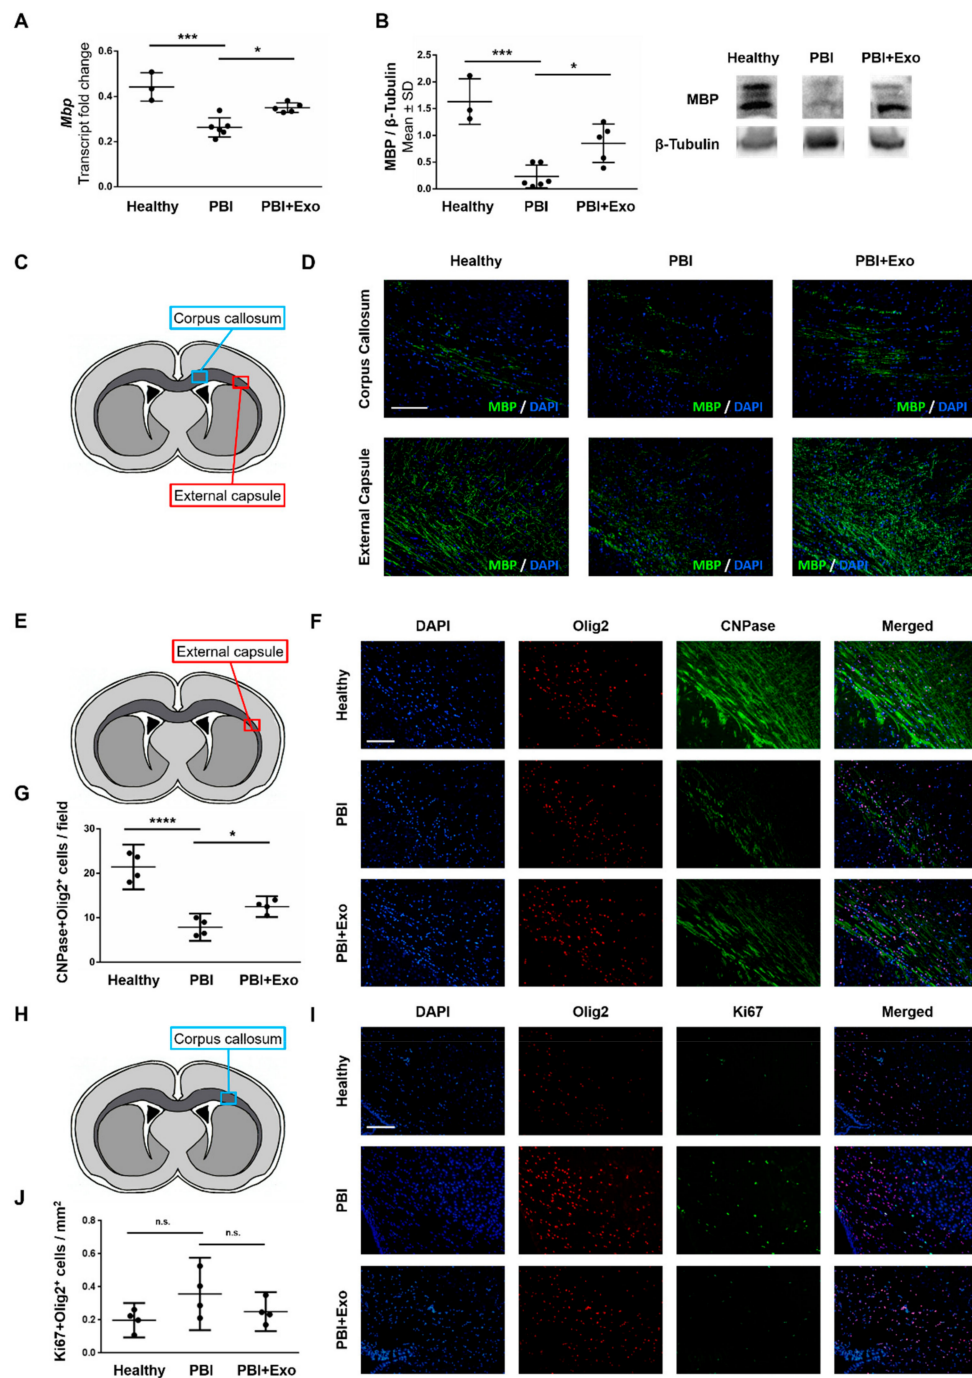 A
Mbp
Transcript fold change
0.6
0.4
0.2
0.0
***
*
Healthy PBI PBI+Exo
B
MBP / β-Tubulin
Mean ± SD
2.5
2.0
1.5
1.0
0.5
0.0
***
*
Healthy PBI PBI+Exo
Healthy PBI PBI+Exo
MBP
β-Tubulin
C
Corpus callosum
External capsule
D
Healthy PBI PBI+Exo
Corpus Callosum
MBP / DAPI
MBP / DAPI
MBP / DAPI
External Capsule
MBP / DAPI
MBP / DAPI
MBP / DAPI
E
External capsule
F
DAPI Olig2 CNPase Merged
Healthy
PBI
PBI+Exo
G
CNPase+Olig2⁺ cells / field
30
20
10
0
****
*
Healthy PBI PBI+Exo
H
Corpus callosum
I
DAPI Olig2 Ki67 Merged
Healthy
PBI
PBI+Exo
J
Ki67+Olig2⁺ cells / mm²
0.8
0.6
0.4
0.2
0.0
n.s.
n.s.
Healthy PBI PBI+Exo